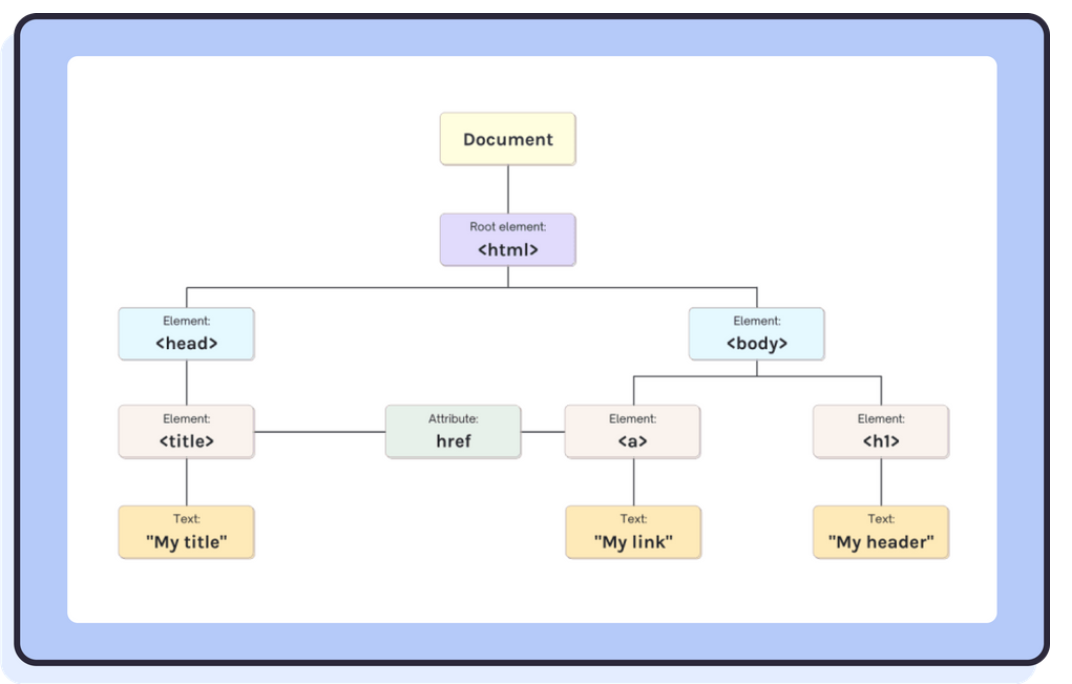 Document
Root element:
<html>
Element:
<head>
Element:
<body>
Element:
<title>
Attribute:
href
Element:
<a>
Element:
<h1>
Text:
"My title"
Text:
"My link"
Text:
"My header"